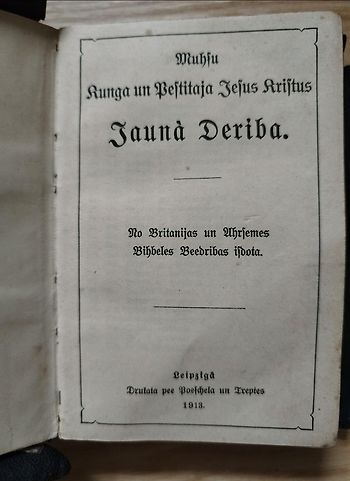 Muhſu
Kunga un Peſtitaja Jeſus Kriſtus
Jaunà Deriba.
No Britanijas un Ahrſemes
Bihbeles Beedribas iſdota.
Leipzigà
Drukata pee Poeſchela un Treptes
1913.